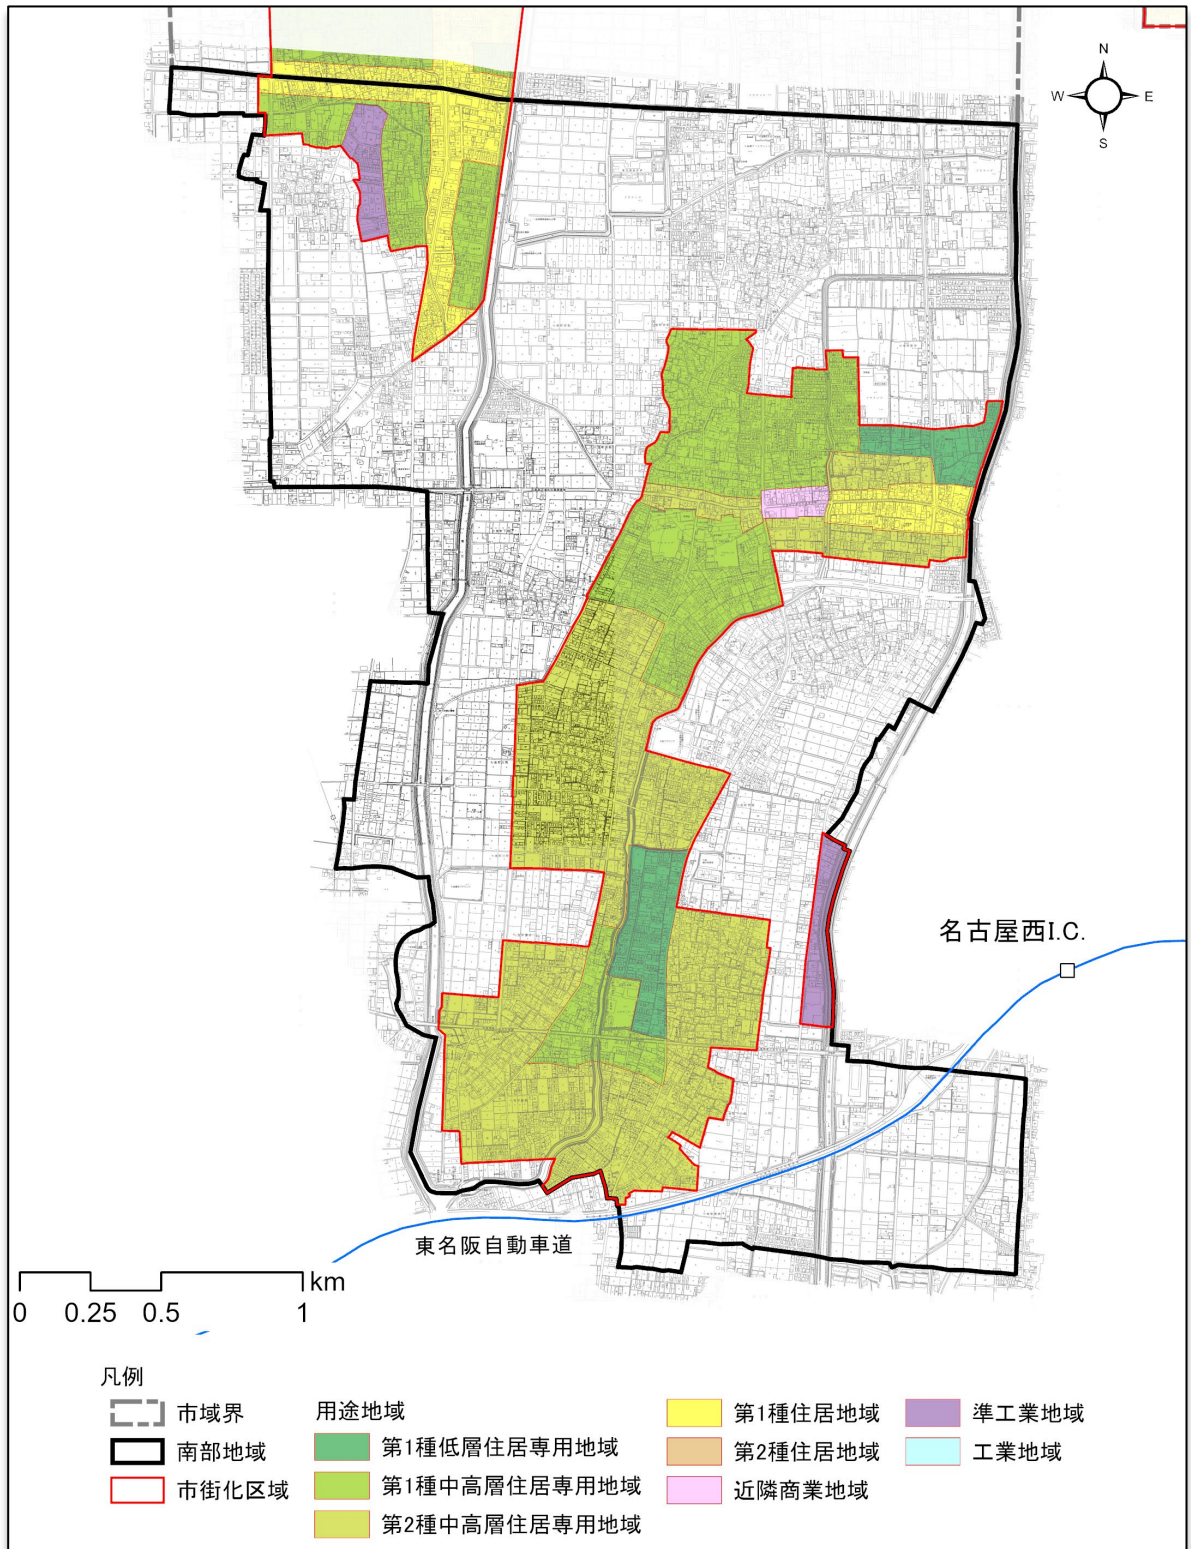 N
W E
S
名古屋西I.C.
東名阪自動車道
km
0 0.25 0.5 1
凡例
市域界
南部地域
市街化区域
用途地域
第1種低層住居専用地域
第1種中高層住居専用地域
第2種中高層住居専用地域
第1種住居地域
第2種住居地域
近隣商業地域
準工業地域
工業地域